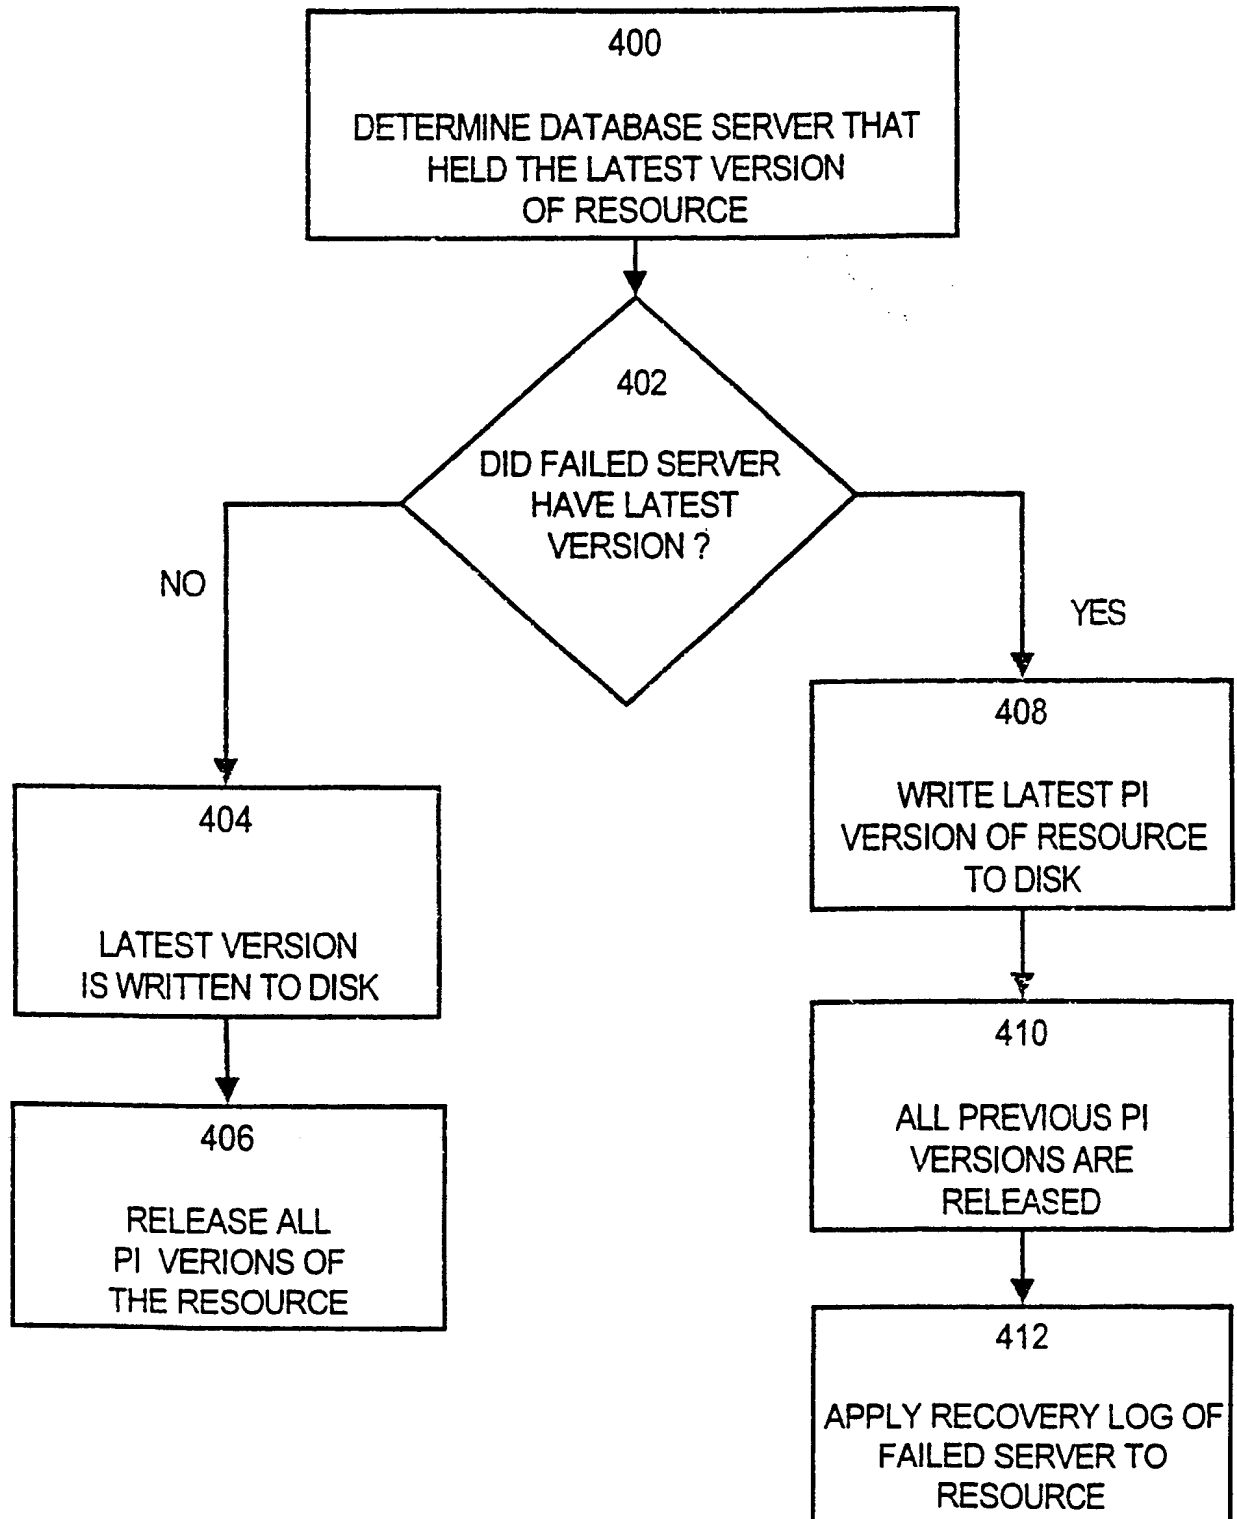 400
DETERMINE DATABASE SERVER THAT
HELD THE LATEST VERSION
OF RESOURCE
402
DID FAILED SERVER
HAVE LATEST
VERSION ?
NO
YES
408
WRITE LATEST PI
VERSION OF RESOURCE
TO DISK
404
LATEST VERSION
IS WRITTEN TO DISK
410
ALL PREVIOUS PI
VERSIONS ARE
RELEASED
406
RELEASE ALL
PI VERIONS OF
THE RESOURCE
412
APPLY RECOVERY LOG OF
FAILED SERVER TO
RESOURCE